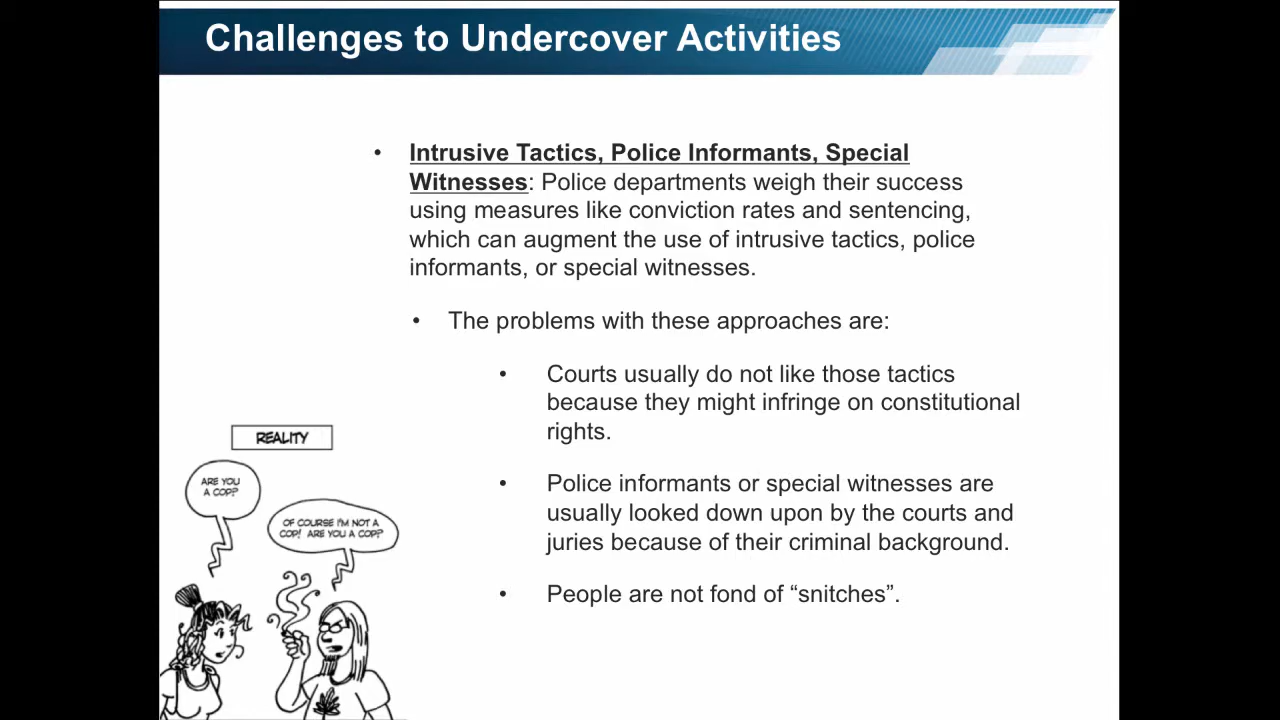 Challenges to Undercover Activities
• Intrusive Tactics, Police Informants, Special
Witnesses: Police departments weigh their success
using measures like conviction rates and sentencing,
which can augment the use of intrusive tactics, police
informants, or special witnesses.
• The problems with these approaches are:
• Courts usually do not like those tactics
because they might infringe on constitutional
rights.
• Police informants or special witnesses are
usually looked down upon by the courts and
juries because of their criminal background.
• People are not fond of “snitches”.
REALITY
ARE YOU
A COP?
OF COURSE I'M NOT A
COP! ARE YOU A COP?